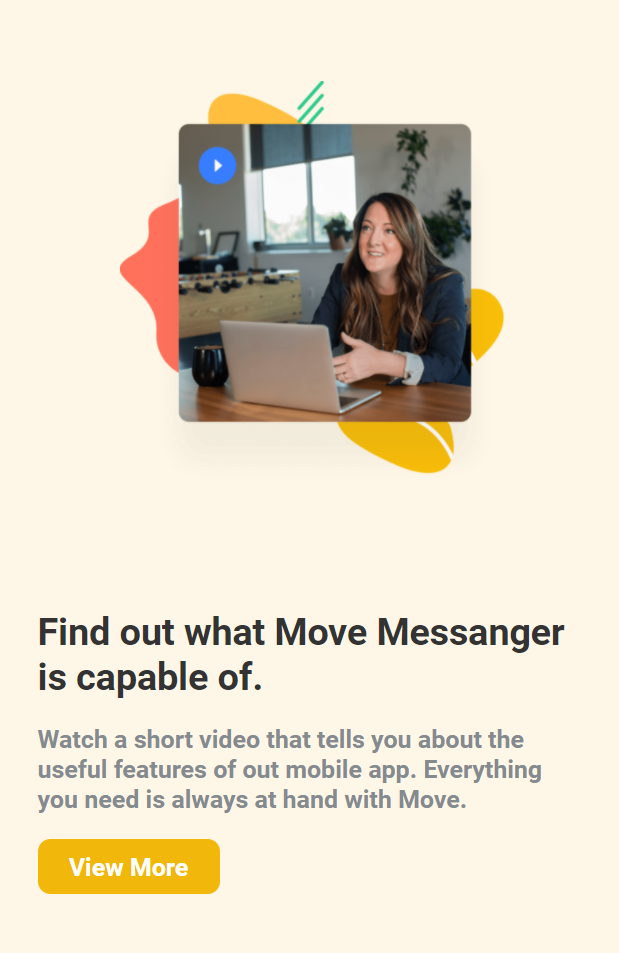 Find out what Move Messanger
is capable of.
Watch a short video that tells you about the
useful features of out mobile app. Everything
you need is always at hand with Move.
View More